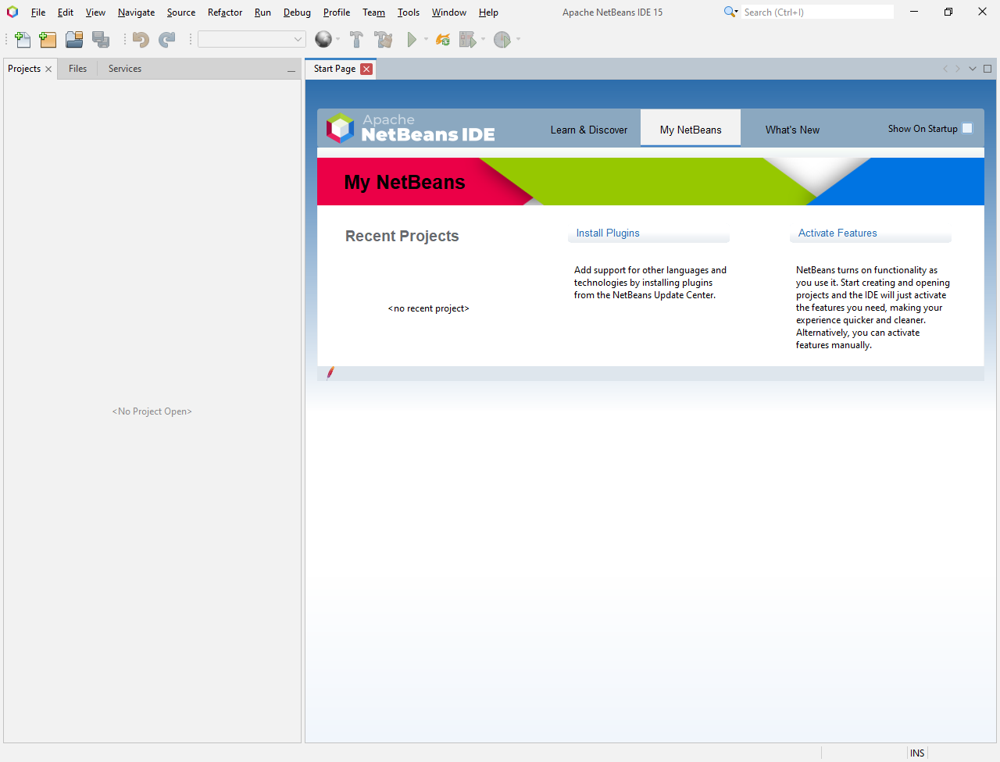 File Edit View Navigate Source Refactor Run Debug Profile Team Tools Window Help
Apache NetBeans IDE 15
Search (Ctrl+I)
Projects Files Services
Start Page
Apache
NetBeans IDE
Learn & Discover
My NetBeans
What's New
Show On Startup
My NetBeans
Recent Projects
<no recent project>
Install Plugins
Add support for other languages and
technologies by installing plugins
from the NetBeans Update Center.
Activate Features
NetBeans turns on functionality as
you use it. Start creating and opening
projects and the IDE will just activate
the features you need, making your
experience quicker and cleaner.
Alternatively, you can activate
features manually.
<No Project Open>
INS